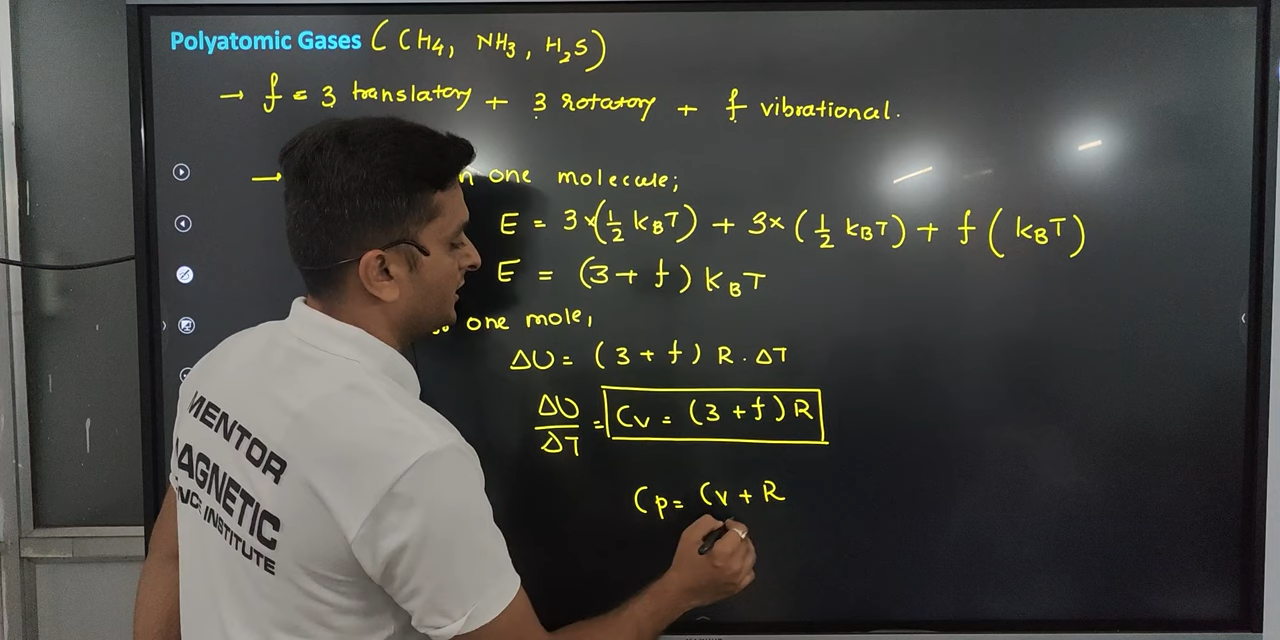 Polyatomic Gases (CH4, NH3, H2S)
→ f = 3 translatory + 3 rotatory + f vibrational.
→ one molecule;
E = 3×(1/2 KBT) + 3×(1/2 KBT) + f (KBT)
E = (3+ f) KBT
one mole,
ΔU = (3 + f) R . ΔT
ΔU/ΔT = Cv = (3 + f) R
Cp = Cv + R
MENTOR
AGNETIC
INSTITUTE